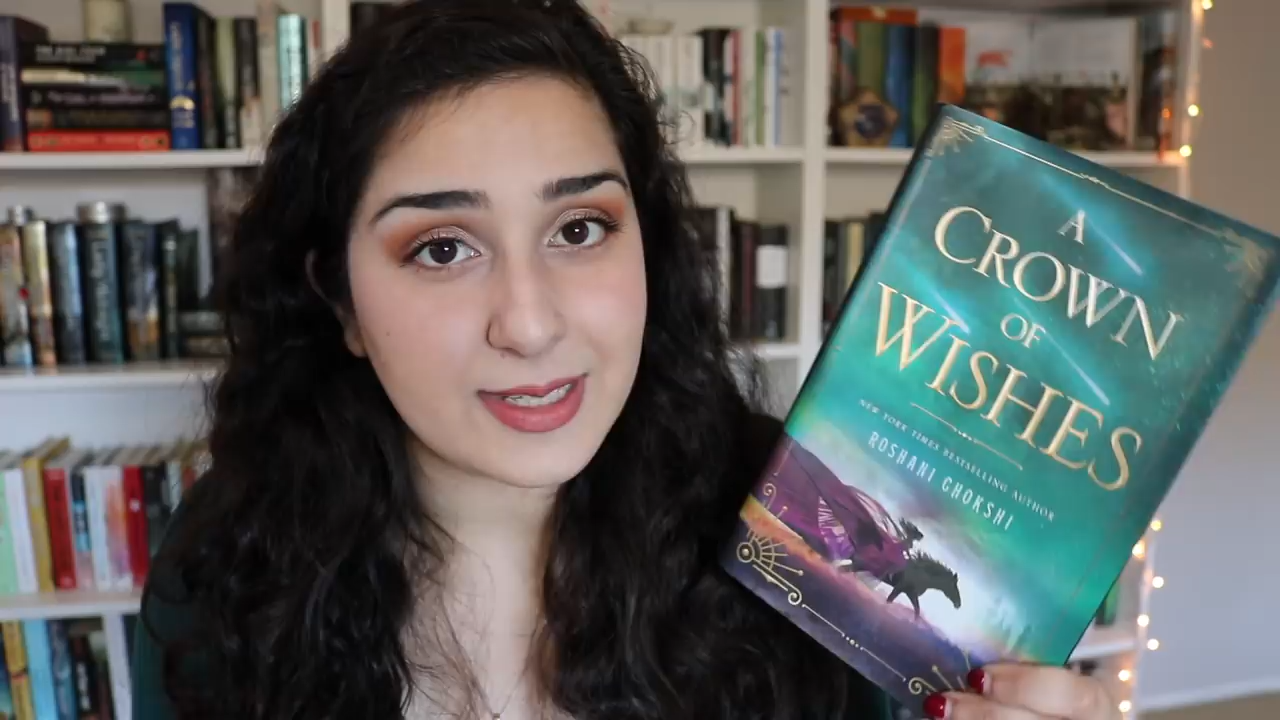 A
CROWN
OF
WISHES
NEW YORK TIMES BESTSELLING AUTHOR
ROSHANI CHOKSHI